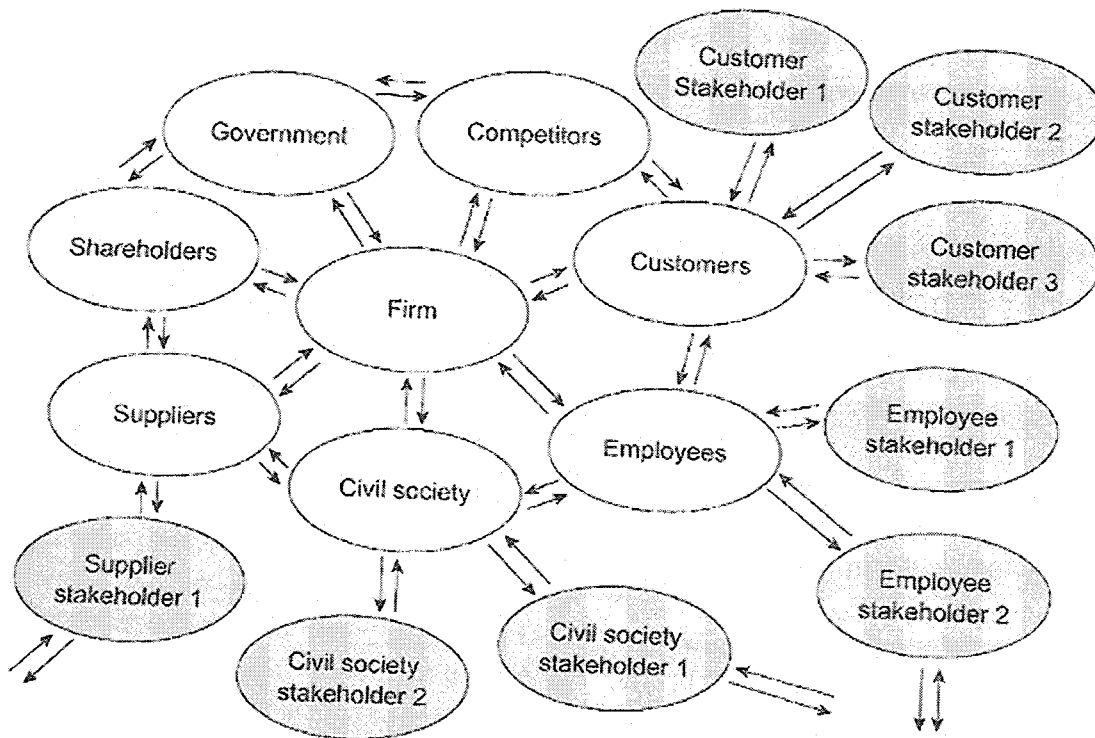 Customer
Stakeholder 1
Customer
stakeholder 2
Government
Competitors
Shareholders
Customers
Customer
stakeholder 3
Firm
Suppliers
Employees
Employee
stakeholder 1
Civil society
Supplier
stakeholder 1
Employee
stakeholder 2
Civil society
stakeholder 1
Civil society
stakeholder 2